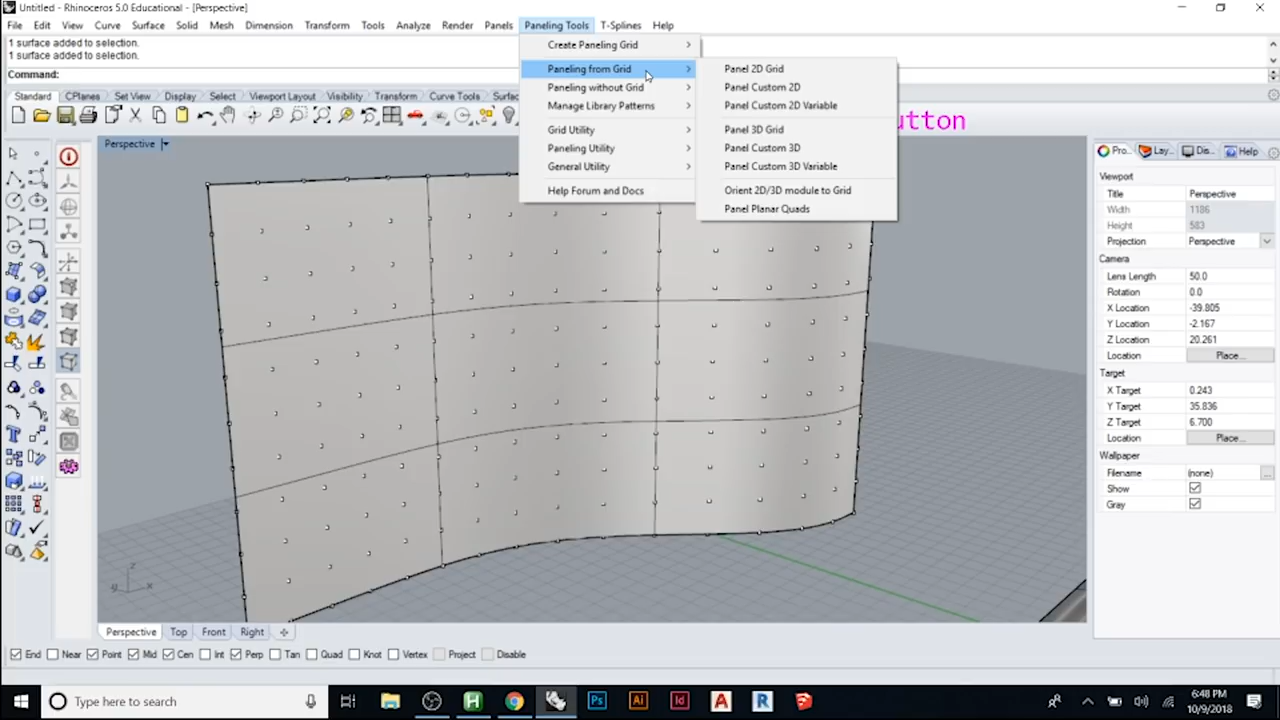 Untitled - Rhinoceros 5.0 Educational - [Perspective]
File Edit View Curve Surface Solid Mesh Dimension Transform Tools Analyze Render Panels Paneling Tools T-Splines Help
1 surface added to selection.
1 surface added to selection.
Command:
Standard CPlanes Set View Display Select Viewport Layout Visibility Transform Curve Tools Surfac
utton
Create Paneling Grid
Paneling from Grid
Paneling without Grid
Manage Library Patterns
Grid Utility
Paneling Utility
General Utility
Help Forum and Docs
Panel 2D Grid
Panel Custom 2D
Panel Custom 2D Variable
Panel 3D Grid
Panel Custom 3D
Panel Custom 3D Variable
Orient 2D/3D module to Grid
Panel Planar Quads
Perspective
z
y x
Pro... Lay... Dis... Help
Viewport
Title Perspective
Width 1186
Height 583
Projection Perspective
Camera
Lens Length 50.0
Rotation 0.0
X Location -39.805
Y Location -2.167
Z Location 20.261
Location Place...
Target
X Target 0.243
Y Target 35.836
Z Target 6.700
Location Place...
Wallpaper
Filename (none) ...
Show
Gray
Perspective Top Front Right
End Near Point Mid Cen Int Perp Tan Quad Knot Vertex Project Disable
Type here to search
H Ps Ai Id A R
6:48 PM
10/9/2018